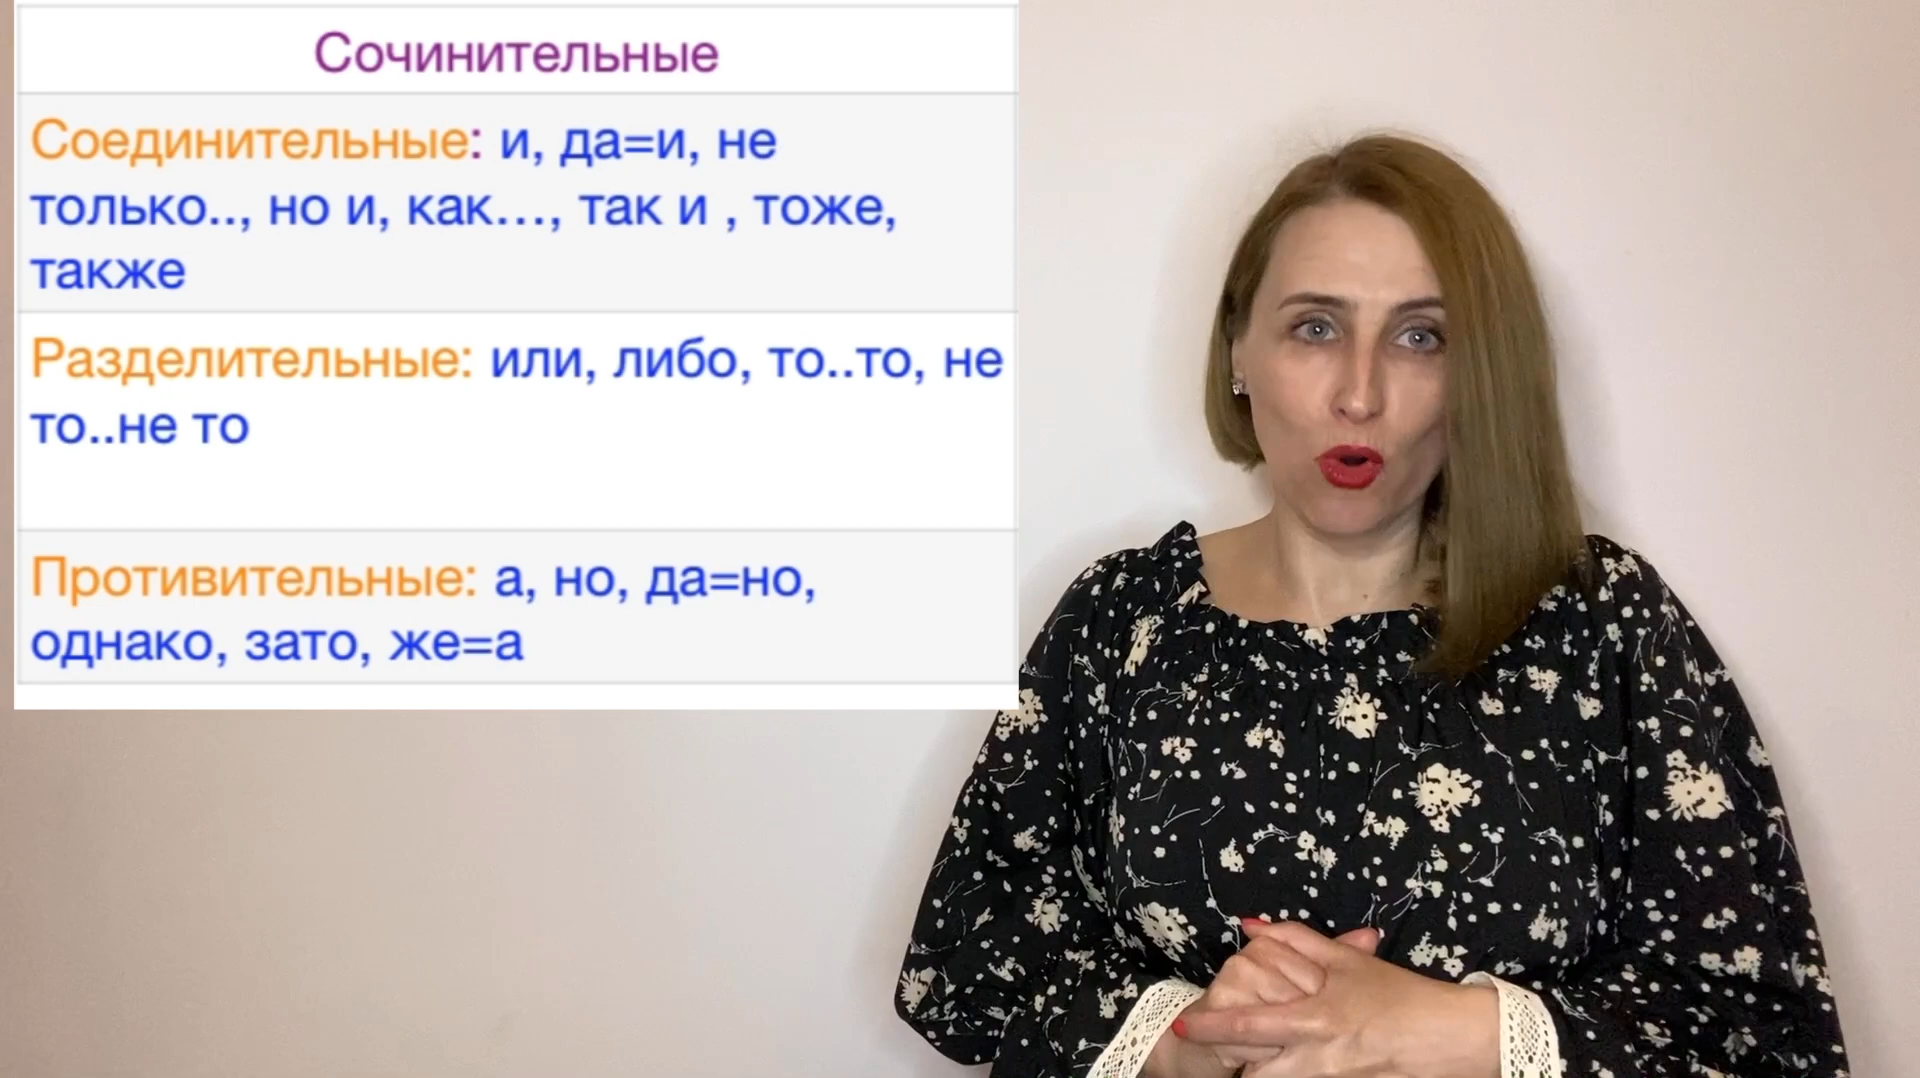 Сочинительные
Соединительные: и, да=и, не
только.., но и, как…, так и , тоже,
также
Разделительные: или, либо, то..то, не
то..не то
Противительные: а, но, да=но,
однако, зато, же=а